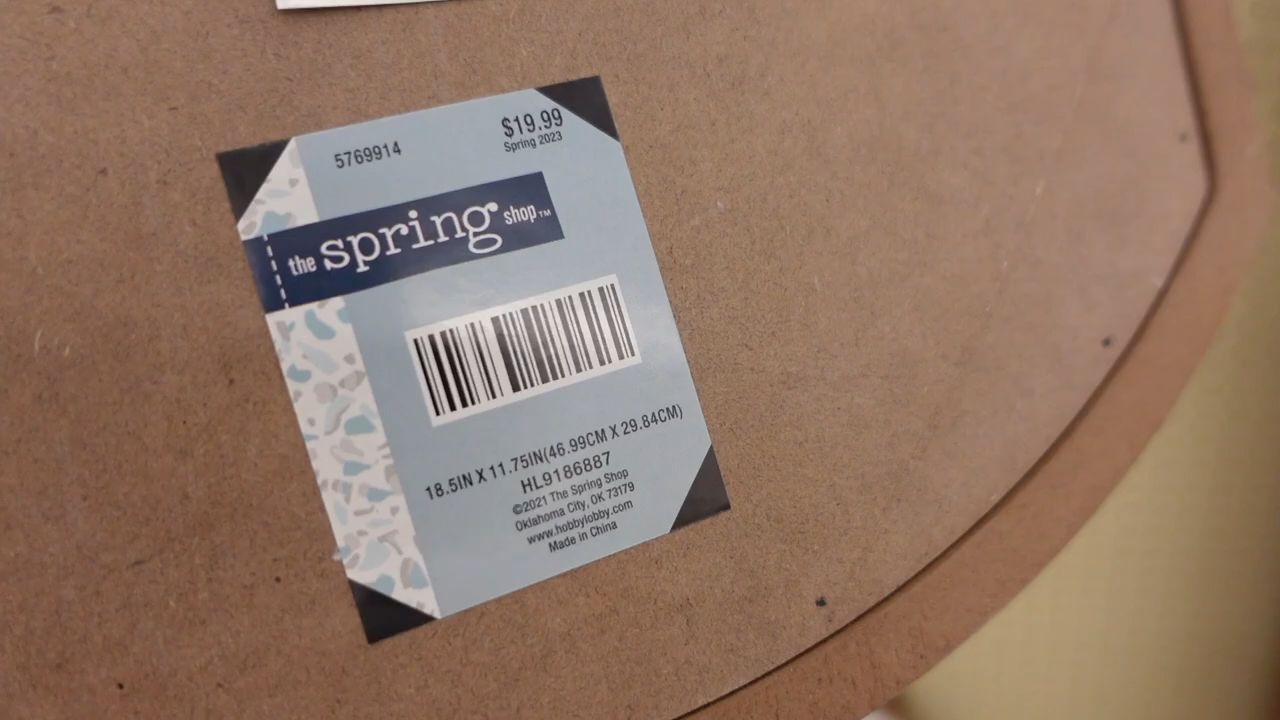 5769914
$19.99
Spring 2023
the spring shop™
18.5IN X 11.75IN(46.99CM X 29.84CM)
HL9186887
©2021 The Spring Shop
Oklahoma City, OK 73179
www.hobbylobby.com
Made in China